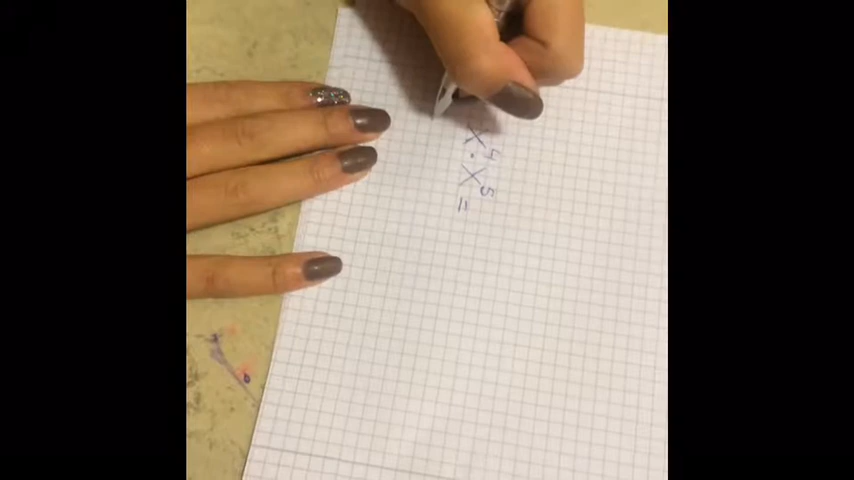 x⁴ · x⁵ =